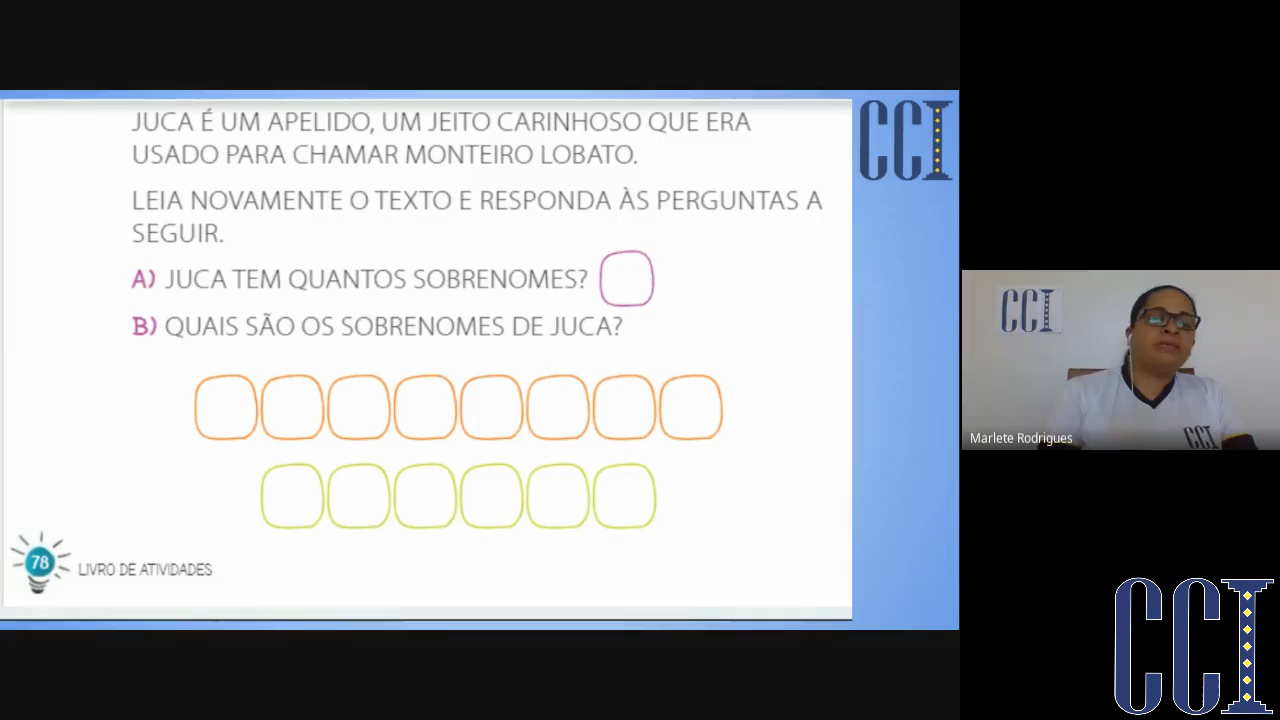 JUCA É UM APELIDO, UM JEITO CARINHOSO QUE ERA
USADO PARA CHAMAR MONTEIRO LOBATO.
LEIA NOVAMENTE O TEXTO E RESPONDA ÀS PERGUNTAS A
SEGUIR.
A) JUCA TEM QUANTOS SOBRENOMES?
B) QUAIS SÃO OS SOBRENOMES DE JUCA?
78 LIVRO DE ATIVIDADES
CCI
CCI
CCI
Marlete Rodrigues
CCI